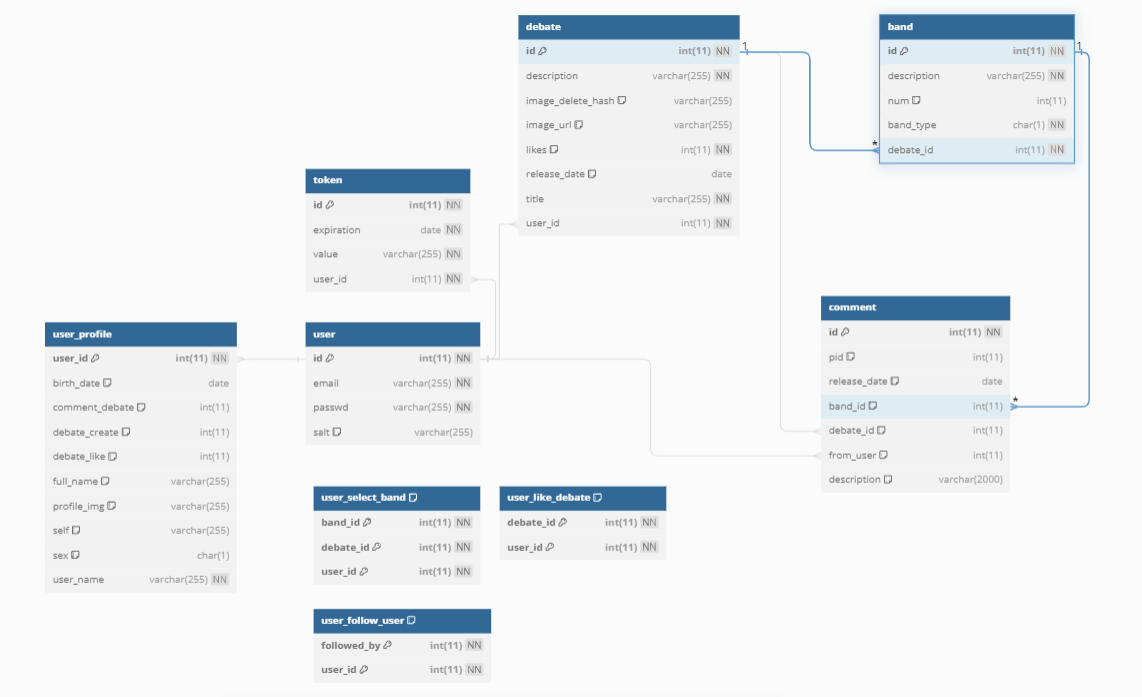 debate
id int(11) NN
description varchar(255) NN
image_delete_hash varchar(255)
image_url varchar(255)
likes int(11) NN
release_date date
title varchar(255) NN
user_id int(11) NN
1
band
id int(11) NN
description varchar(255) NN
num int(11)
band_type char(1) NN
debate_id int(11) NN
1
*
token
id int(11) NN
expiration date NN
value varchar(255) NN
user_id int(11) NN
comment
id int(11) NN
pid int(11)
release_date date
band_id int(11)
debate_id int(11)
from_user int(11)
description varchar(2000)
*
user_profile
user_id int(11) NN
birth_date date
comment_debate int(11)
debate_create int(11)
debate_like int(11)
full_name varchar(255)
profile_img varchar(255)
self varchar(255)
sex char(1)
user_name varchar(255) NN
user
id int(11) NN
email varchar(255) NN
passwd varchar(255) NN
salt varchar(255)
user_select_band
band_id int(11) NN
debate_id int(11) NN
user_id int(11) NN
user_like_debate
debate_id int(11) NN
user_id int(11) NN
user_follow_user
followed_by int(11) NN
user_id int(11) NN